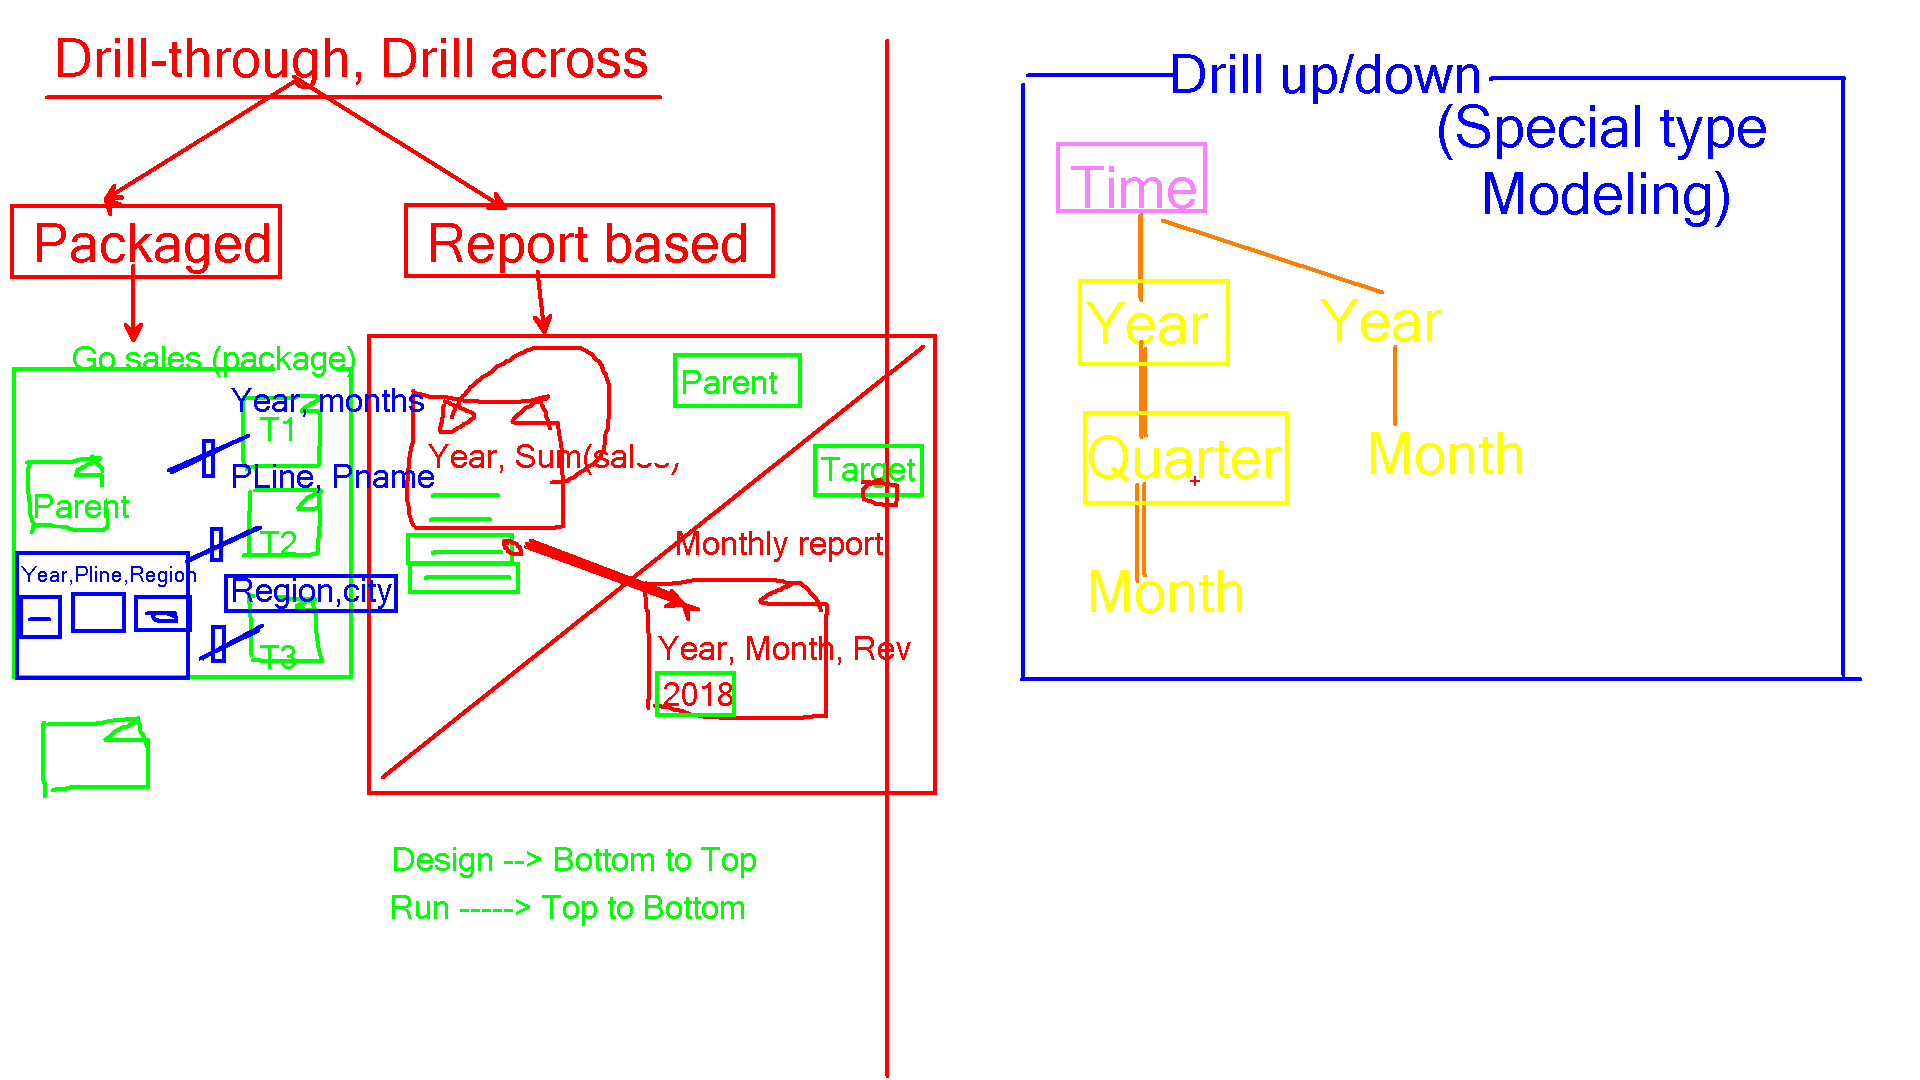 Drill-through, Drill across
Packaged
Report based
Go sales (package)
Year, months
T1
PLine, Pname
Parent
T2
Year,Pline,Region
Region,city
T3
Parent
Year, Sum(sales)
Target
Monthly report
Year, Month, Rev
2018
Design --> Bottom to Top
Run -----> Top to Bottom
Drill up/down
(Special type
Modeling)
Time
Year
Year
Quarter
Month
Month